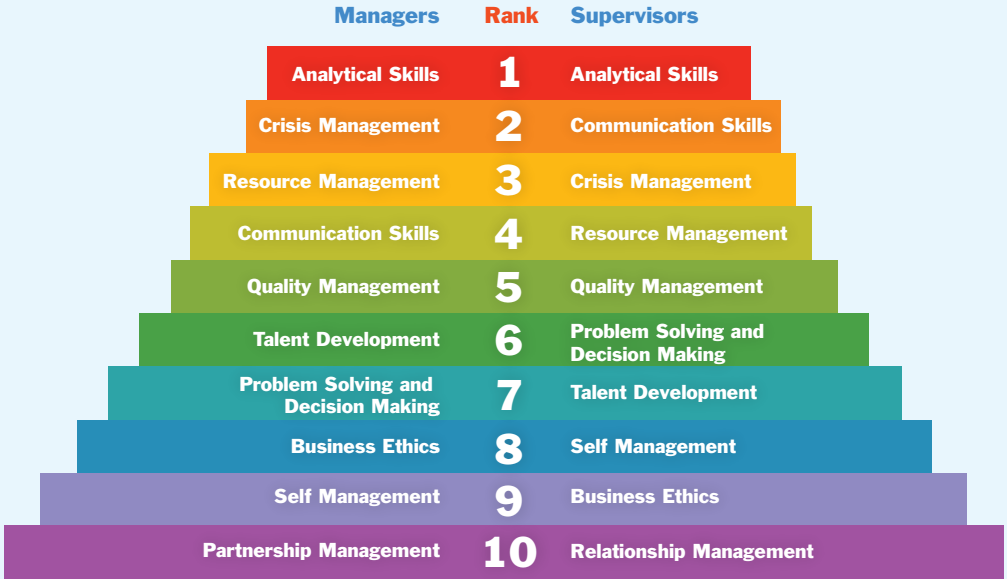 Managers Rank Supervisors
Analytical Skills 1 Analytical Skills
Crisis Management 2 Communication Skills
Resource Management 3 Crisis Management
Communication Skills 4 Resource Management
Quality Management 5 Quality Management
Talent Development 6 Problem Solving and
Decision Making
Problem Solving and
Decision Making 7 Talent Development
Business Ethics 8 Self Management
Self Management 9 Business Ethics
Partnership Management 10 Relationship Management